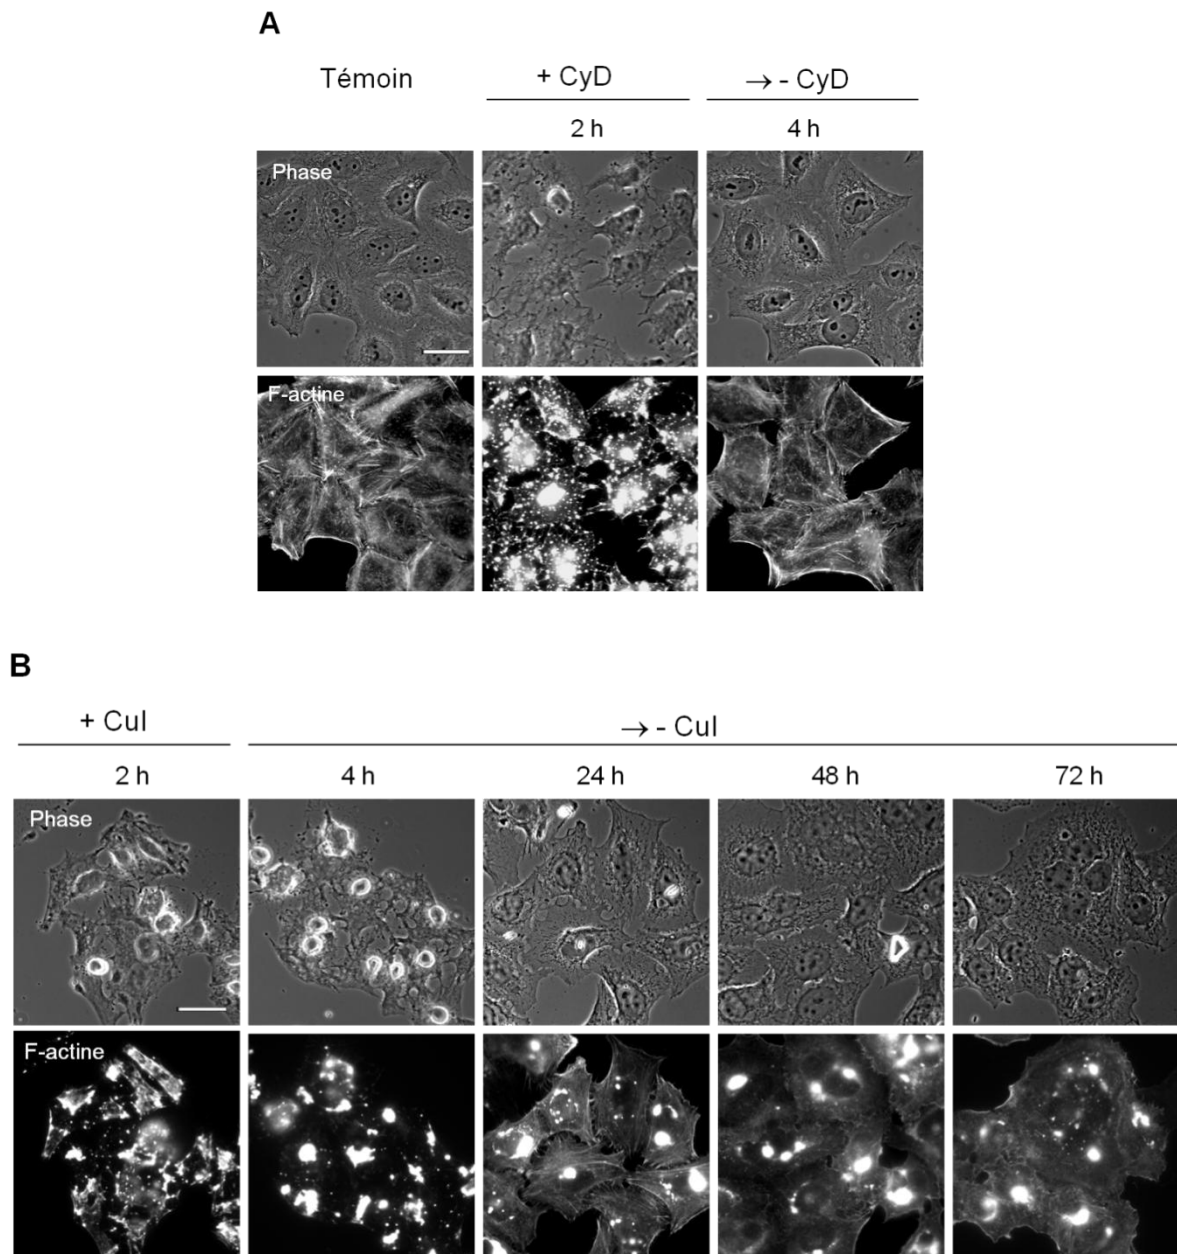 A
Témoin
+ CyD
→ - CyD
2 h
4 h
Phase
F-actine
B
+ CuI
→ - CuI
2 h
4 h
24 h
48 h
72 h
Phase
F-actine